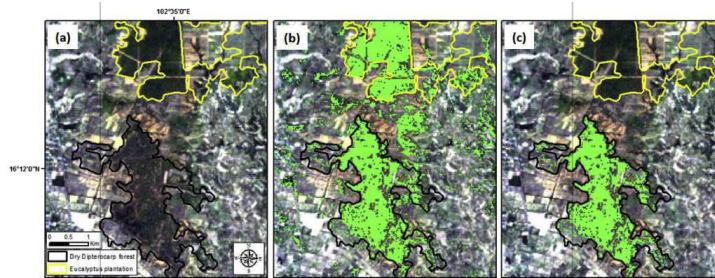 102°35'0"E
(a)
(b)
(c)
16°12'0"N
0 0.5 1
Km
Dry Dipterocarp forest
Eucalyptus plantation